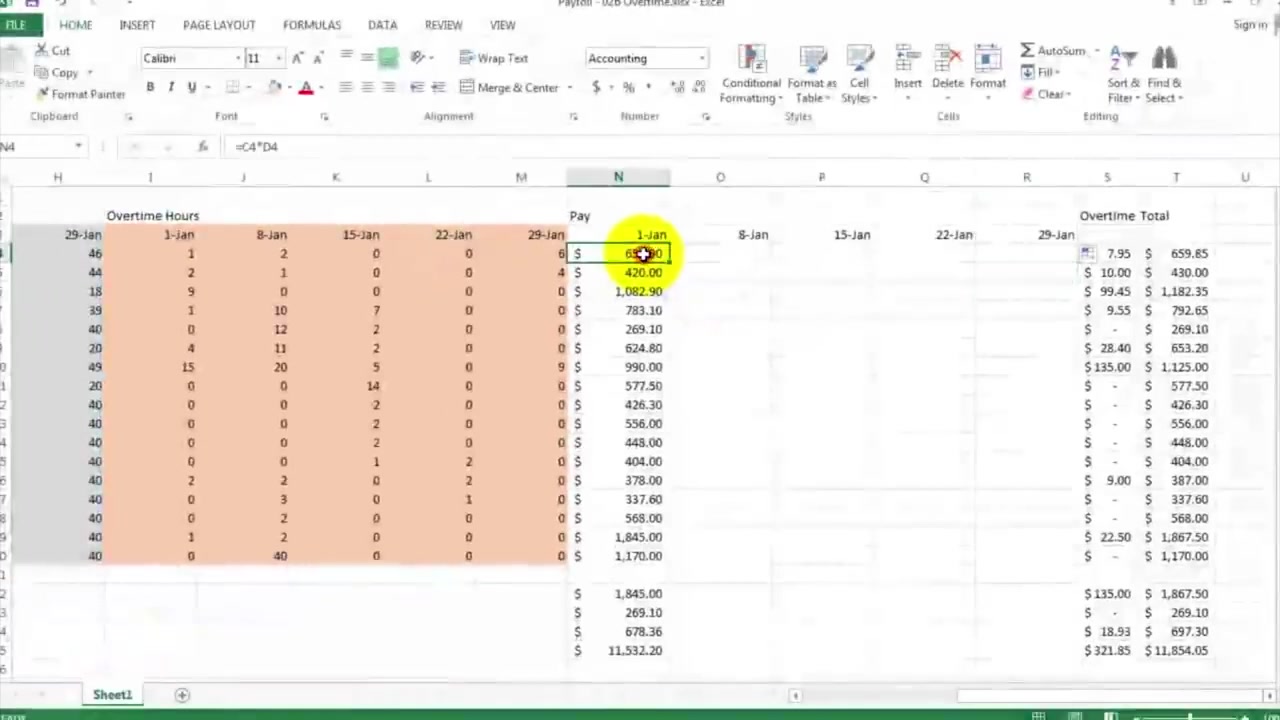 Payroll - 02B Overtime.xlsx - Excel
FILE HOME INSERT PAGE LAYOUT FORMULAS DATA REVIEW VIEW Sign in
Cut
Copy
Paste
Format Painter
Clipboard
Calibri 11
B I U
Font
Wrap Text
Merge & Center
Alignment
Accounting
$ % ,
Number
Conditional Formatting
Format as Table
Cell Styles
Styles
Insert Delete Format
Cells
AutoSum
Fill
Clear
Sort & Filter
Find & Select
Editing
N4 fx =C4*D4
H I J K L M N O P Q R S T U
Overtime Hours Pay Overtime Total
29-Jan 1-Jan 8-Jan 15-Jan 22-Jan 29-Jan 1-Jan 8-Jan 15-Jan 22-Jan 29-Jan
46 1 2 0 0 6 $ 7.95 $ 659.85
44 2 1 0 0 4 $ 420.00 $ 10.00 $ 430.00
18 9 0 0 0 0 $ 1,082.90 $ 99.45 $ 1,182.35
39 1 10 7 0 0 $ 783.10 $ 9.55 $ 792.65
40 0 12 2 0 0 $ 269.10 $ - $ 269.10
20 4 11 2 0 0 $ 624.80 $ 28.40 $ 653.20
49 15 20 5 0 9 $ 990.00 $ 135.00 $ 1,125.00
20 0 0 14 0 0 $ 577.50 $ - $ 577.50
40 0 0 2 0 0 $ 426.30 $ - $ 426.30
40 0 0 2 0 0 $ 556.00 $ - $ 556.00
40 0 0 2 0 0 $ 448.00 $ - $ 448.00
40 0 0 1 2 0 $ 404.00 $ - $ 404.00
40 2 2 0 2 0 $ 378.00 $ 9.00 $ 387.00
40 0 3 0 1 0 $ 337.60 $ - $ 337.60
40 0 2 0 0 0 $ 568.00 $ - $ 568.00
40 1 2 0 0 0 $ 1,845.00 $ 22.50 $ 1,867.50
40 0 40 0 0 0 $ 1,170.00 $ - $ 1,170.00
$ 1,845.00 $ 135.00 $ 1,867.50
$ 269.10 $ - $ 269.10
$ 678.36 $ 18.93 $ 697.30
$ 11,532.20 $ 321.85 $ 11,854.05
Sheet1